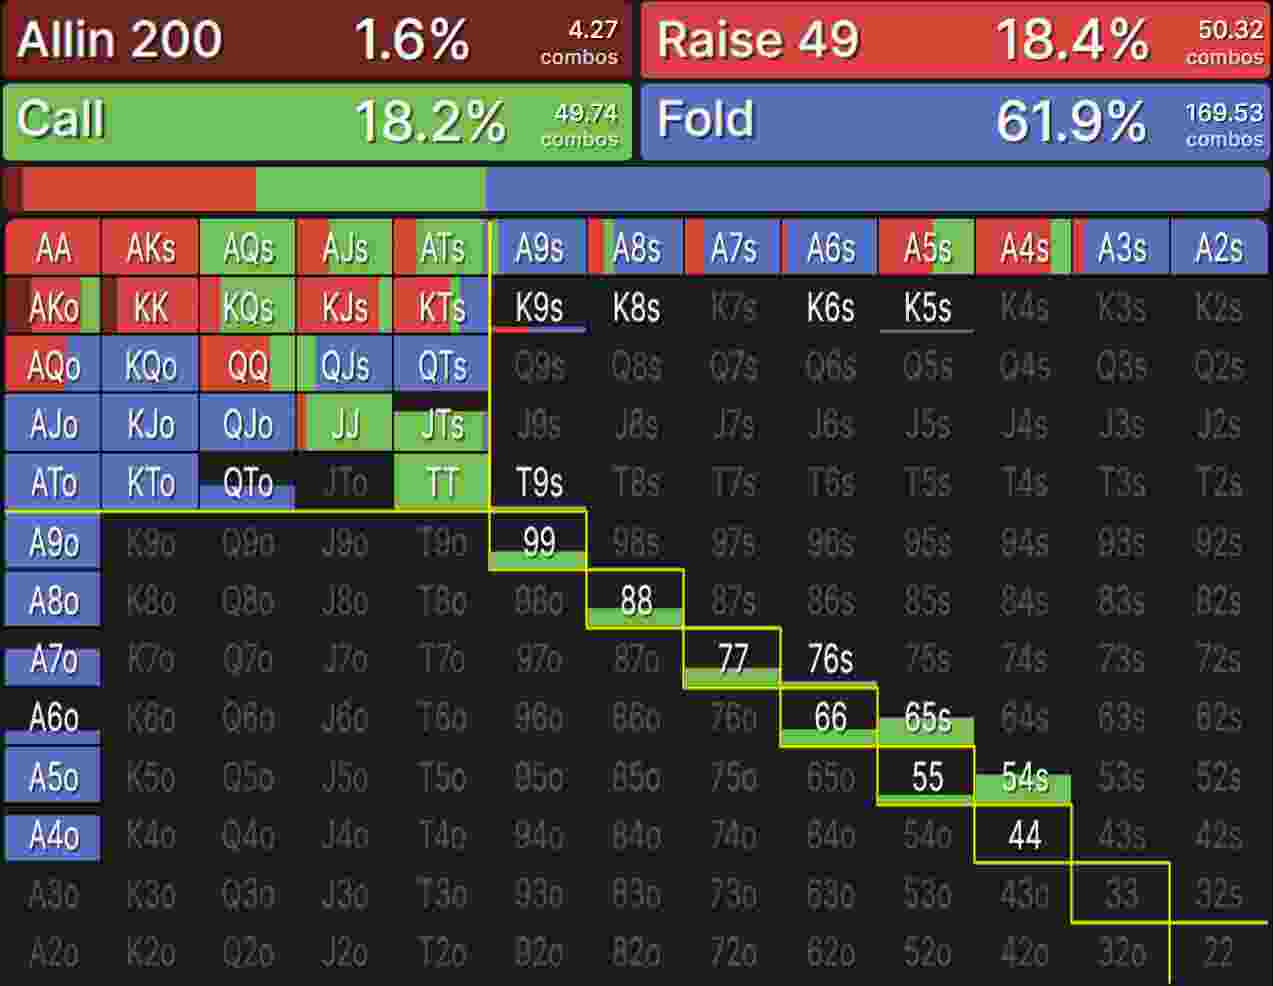 Allin 200 1.6% 4.27 combos
Raise 49 18.4% 50.32 combos
Call 18.2% 49.74 combos
Fold 61.9% 169.53 combos
AA AKs AQs AJs ATs A9s A8s A7s A6s A5s A4s A3s A2s
AKo KK KQs KJs KTs K9s K8s K7s K6s K5s K4s K3s K2s
AQo KQo QQ QJs QTs Q9s Q8s Q7s Q6s Q5s Q4s Q3s Q2s
AJo KJo QJo JJ JTs J9s J8s J7s J6s J5s J4s J3s J2s
ATo KTo QTo JTo TT T9s T8s T7s T6s T5s T4s T3s T2s
A9o K9o Q9o J9o T9o 99 98s 97s 96s 95s 94s 93s 92s
A8o K8o Q8o J8o T8o 98o 88 87s 86s 85s 84s 83s 82s
A7o K7o Q7o J7o T7o 97o 87o 77 76s 75s 74s 73s 72s
A6o K6o Q6o J6o T6o 96o 86o 76o 66 65s 64s 63s 62s
A5o K5o Q5o J5o T5o 95o 85o 75o 65o 55 54s 53s 52s
A4o K4o Q4o J4o T4o 94o 84o 74o 64o 54o 44 43s 42s
A3o K3o Q3o J3o T3o 93o 83o 73o 63o 53o 43o 33 32s
A2o K2o Q2o J2o T2o 92o 82o 72o 62o 52o 42o 32o 22